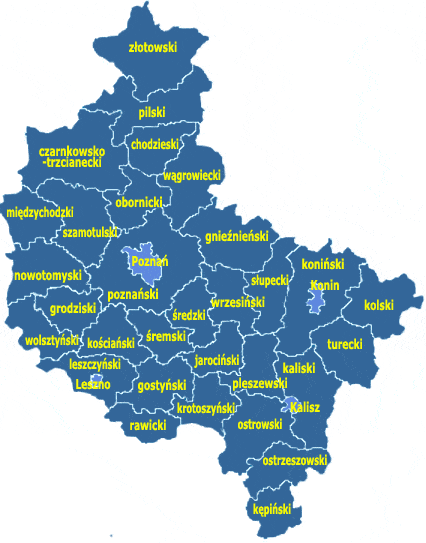 złotowski
pilski
chodzieski
czarnkowsko
-trzcianecki
wągrowiecki
obornicki
międzychodzki
szamotulski
gnieźnieński
Poznań
koniński
nowotomyski
słupecki
Konin
poznański
wrzesiński
kolski
grodziski
średzki
śremski
wolsztyński
kościański
turecki
leszczyński
jarociński
kaliski
Leszno
gostyński
pleszewski
krotoszyński
Kalisz
rawicki
ostrowski
ostrzeszowski
kępiński